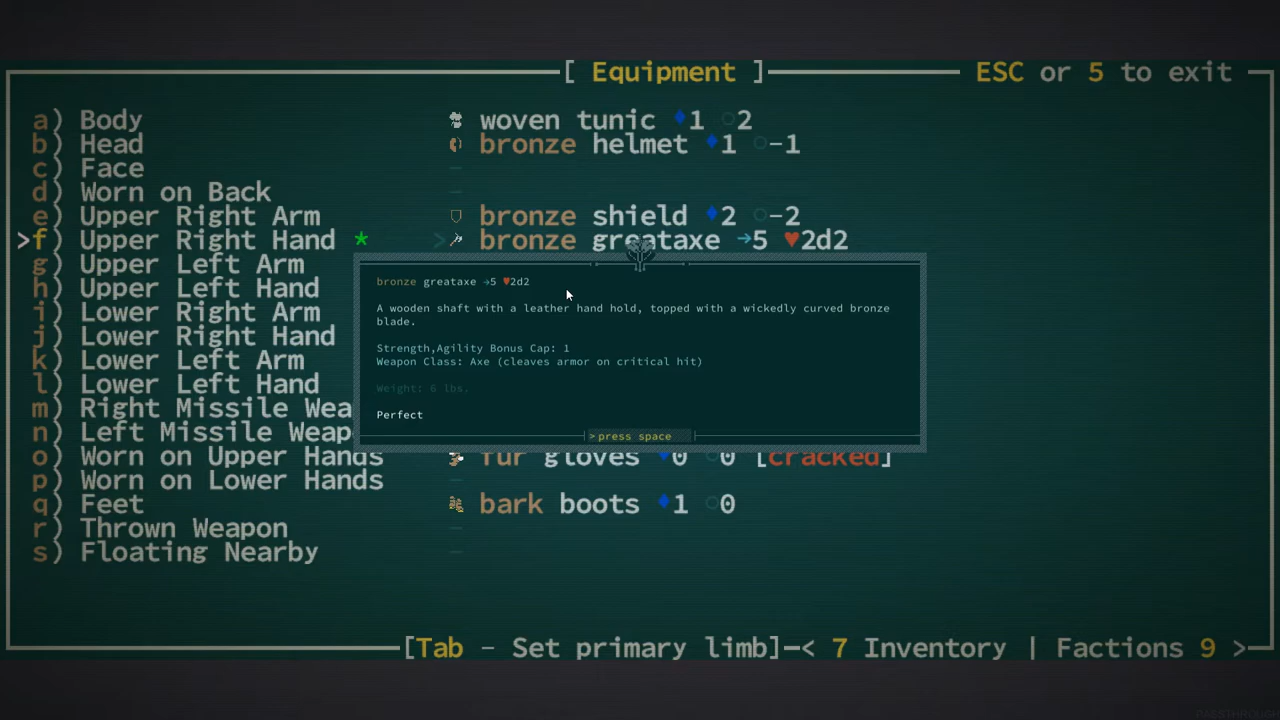 [ Equipment ]
ESC or 5 to exit
a) Body
woven tunic ♦1 ○2
b) Head
bronze helmet ♦1 ○-1
c) Face
d) Worn on Back
e) Upper Right Arm
bronze shield ♦2 ○-2
>f) Upper Right Hand *
> bronze greataxe →5 ♥2d2
g) Upper Left Arm
h) Upper Left Hand
i) Lower Right Arm
j) Lower Right Hand
k) Lower Left Arm
l) Lower Left Hand
m) Right Missile Wea
n) Left Missile Weap
bronze greataxe →5 ♥2d2
A wooden shaft with a leather hand hold, topped with a wickedly curved bronze
blade.
Strength,Agility Bonus Cap: 1
Weapon Class: Axe (cleaves armor on critical hit)
Weight: 6 lbs.
Perfect
>press space
o) Worn on Upper Hands
fur gloves ♦0 ○0 [cracked]
p) Worn on Lower Hands
q) Feet
bark boots ♦1 ○0
r) Thrown Weapon
s) Floating Nearby
[Tab - Set primary limb]
< 7 Inventory | Factions 9 >